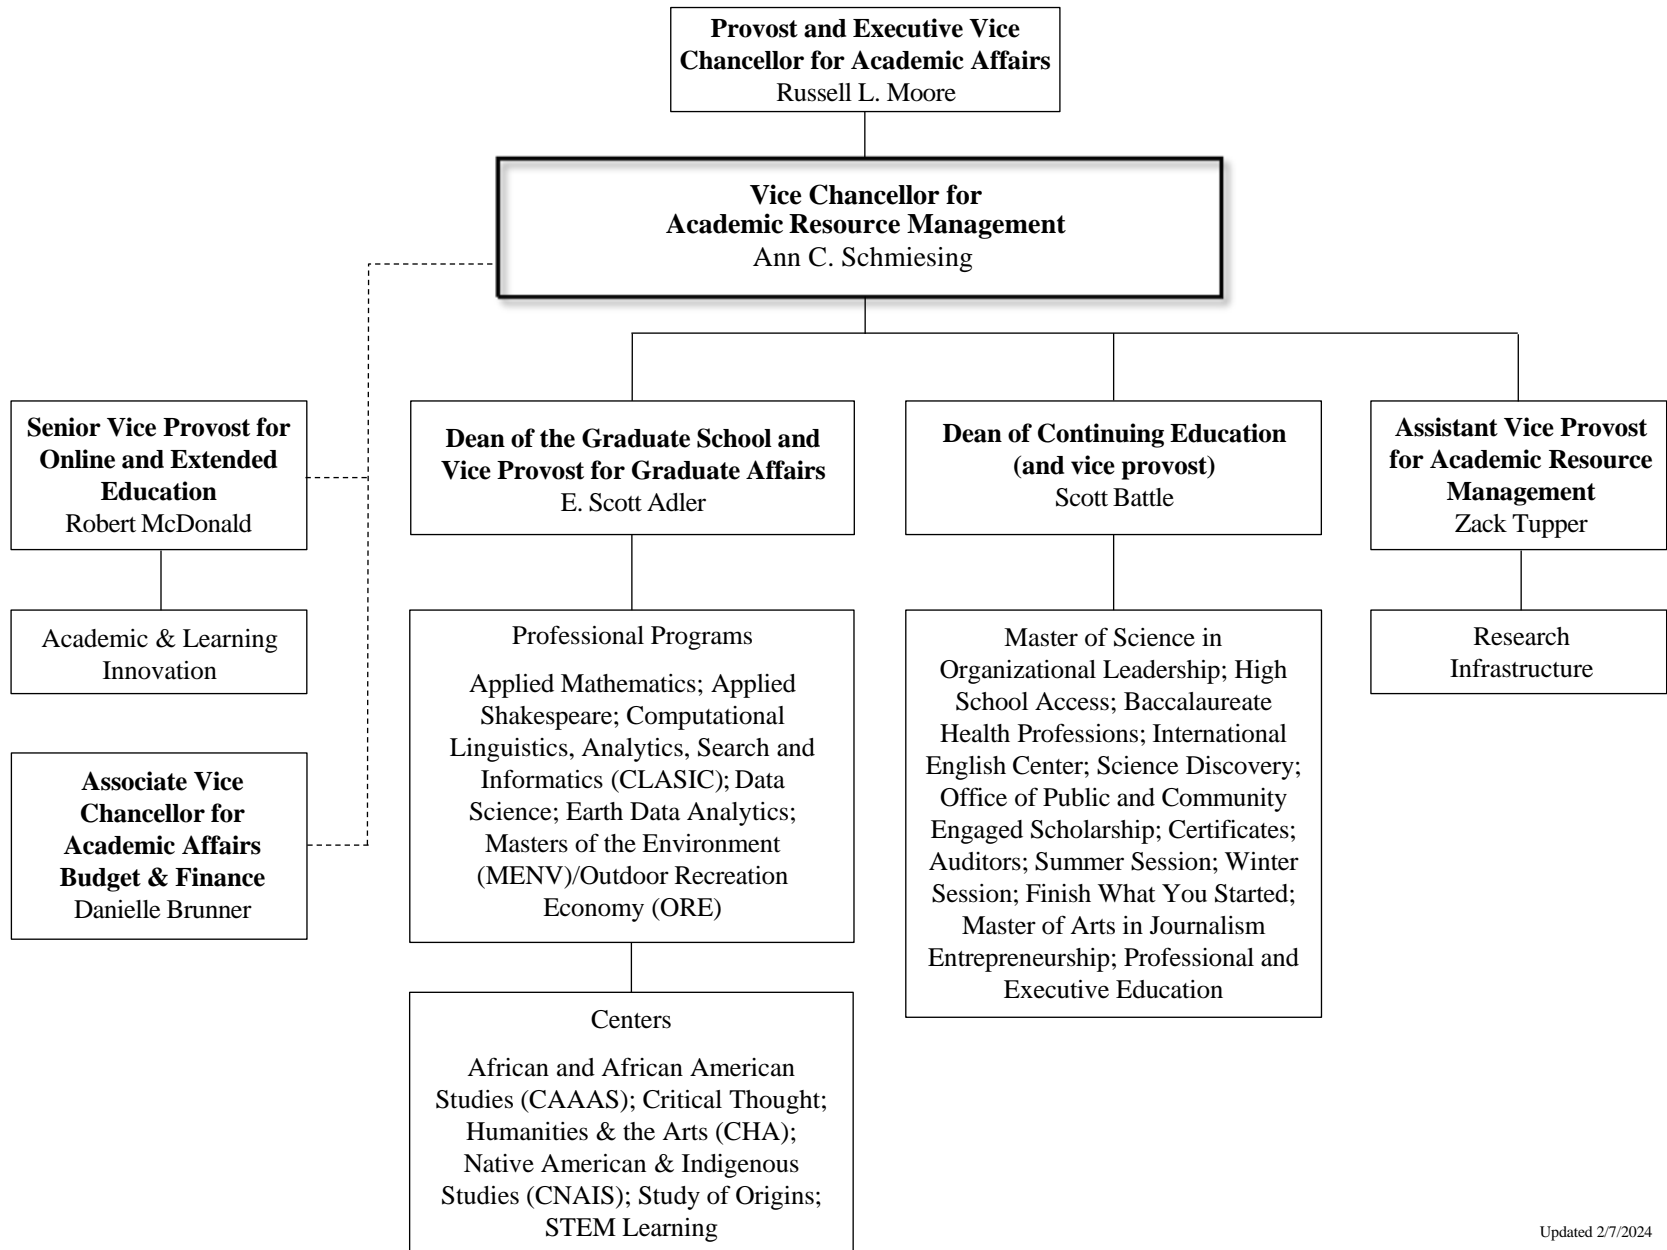 Provost and Executive Vice
Chancellor for Academic Affairs
Russell L. Moore
Vice Chancellor for
Academic Resource Management
Ann C. Schmiesing
Senior Vice Provost for
Online and Extended
Education
Robert McDonald
Academic & Learning
Innovation
Associate Vice
Chancellor for
Academic Affairs
Budget & Finance
Danielle Brunner
Dean of the Graduate School and
Vice Provost for Graduate Affairs
E. Scott Adler
Professional Programs
Applied Mathematics; Applied
Shakespeare; Computational
Linguistics, Analytics, Search and
Informatics (CLASIC); Data
Science; Earth Data Analytics;
Masters of the Environment
(MENV)/Outdoor Recreation
Economy (ORE)
Centers
African and African American
Studies (CAAAS); Critical Thought;
Humanities & the Arts (CHA);
Native American & Indigenous
Studies (CNAIS); Study of Origins;
STEM Learning
Dean of Continuing Education
(and vice provost)
Scott Battle
Master of Science in
Organizational Leadership; High
School Access; Baccalaureate
Health Professions; International
English Center; Science Discovery;
Office of Public and Community
Engaged Scholarship; Certificates;
Auditors; Summer Session; Winter
Session; Finish What You Started;
Master of Arts in Journalism
Entrepreneurship; Professional and
Executive Education
Assistant Vice Provost
for Academic Resource
Management
Zack Tupper
Research
Infrastructure
Updated 2/7/2024